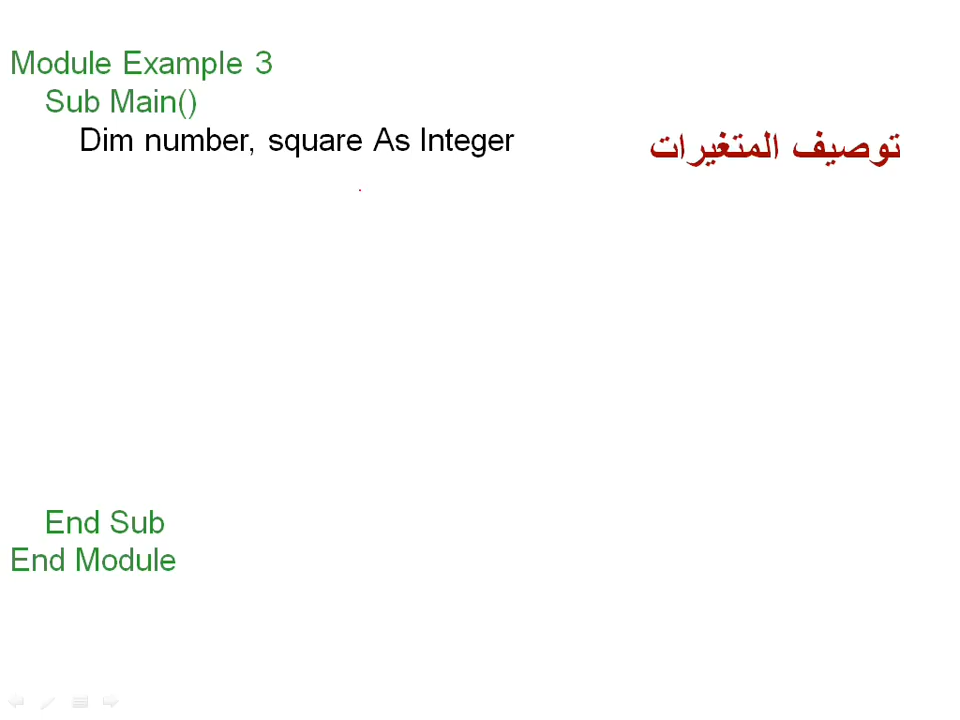 Module Example 3
Sub Main()
Dim number, square As Integer
توصيف المتغيرات
End Sub
End Module